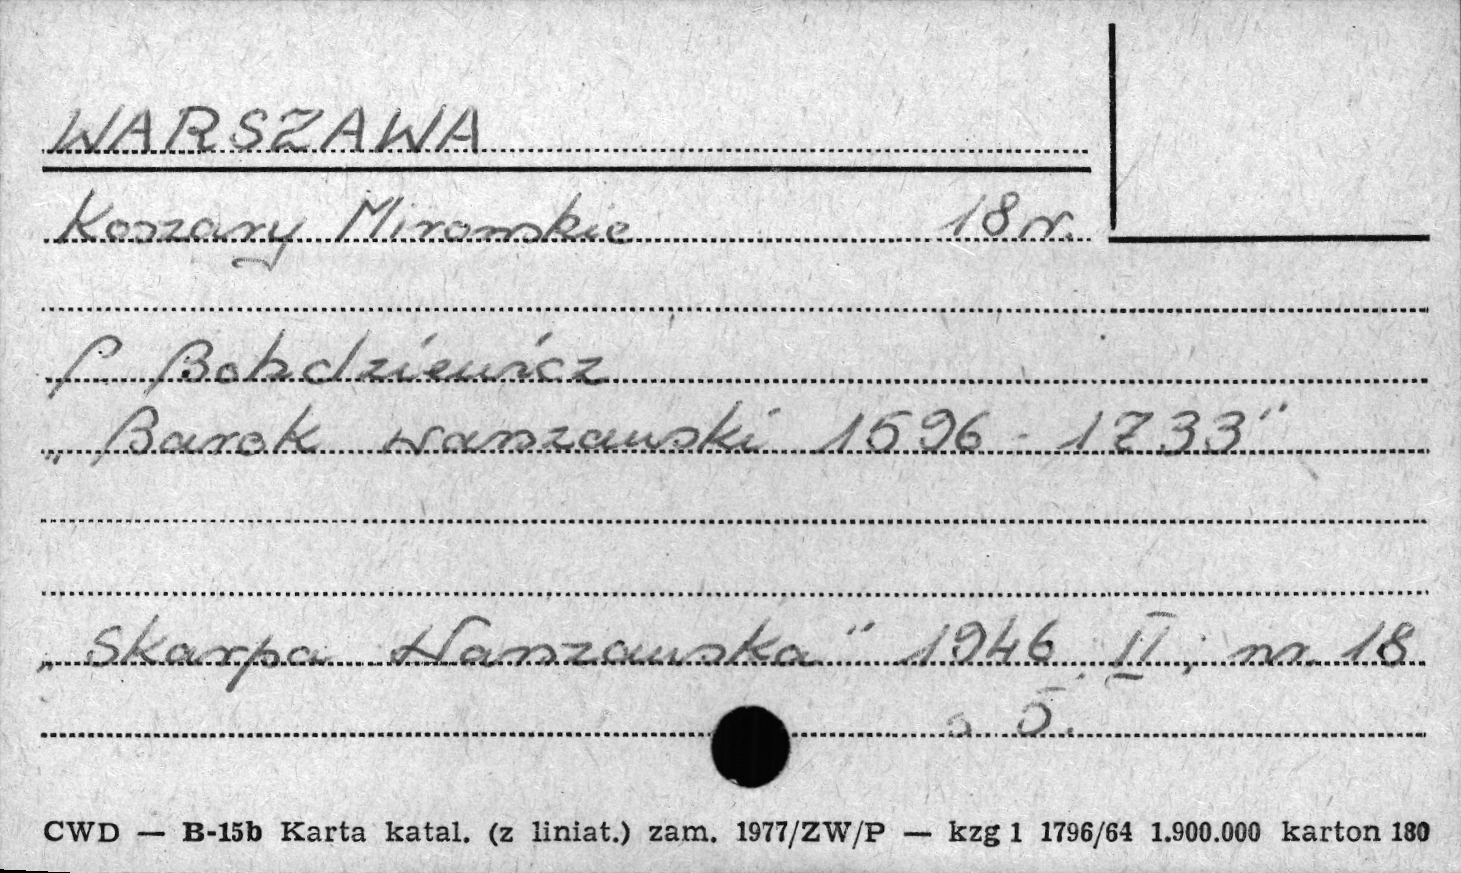 WARSZAWA
Koszary Mirowskie 18 w.
P Bohdziewicz
„Barok warszawski 1596 - 1733"
„Skarpa Warszawska" 1946, II, nr. 18
s. 5.
CWD — B-15b Karta katal. (z liniat.) zam. 1977/ZW/P — kzg 1 1796/64 1.900.000 karton 180